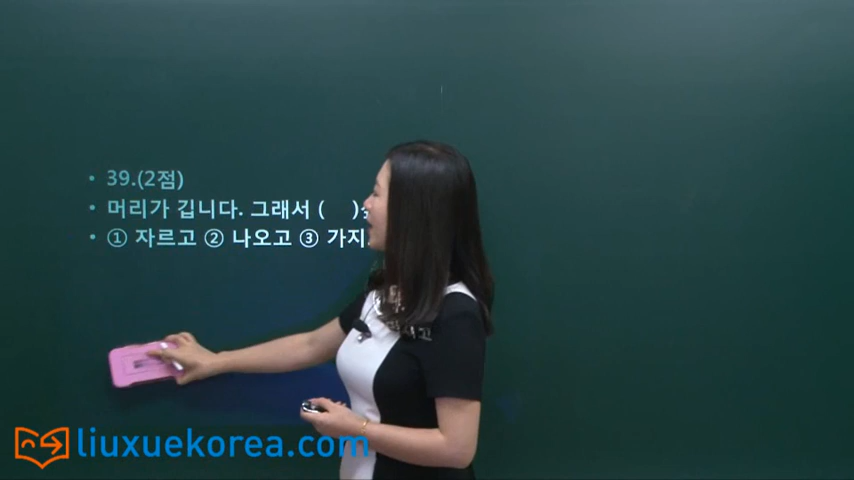 39.(2점)
머리가 깁니다. 그래서 (    )
① 자르고 ② 나오고 ③ 가지
liuxuekorea.com